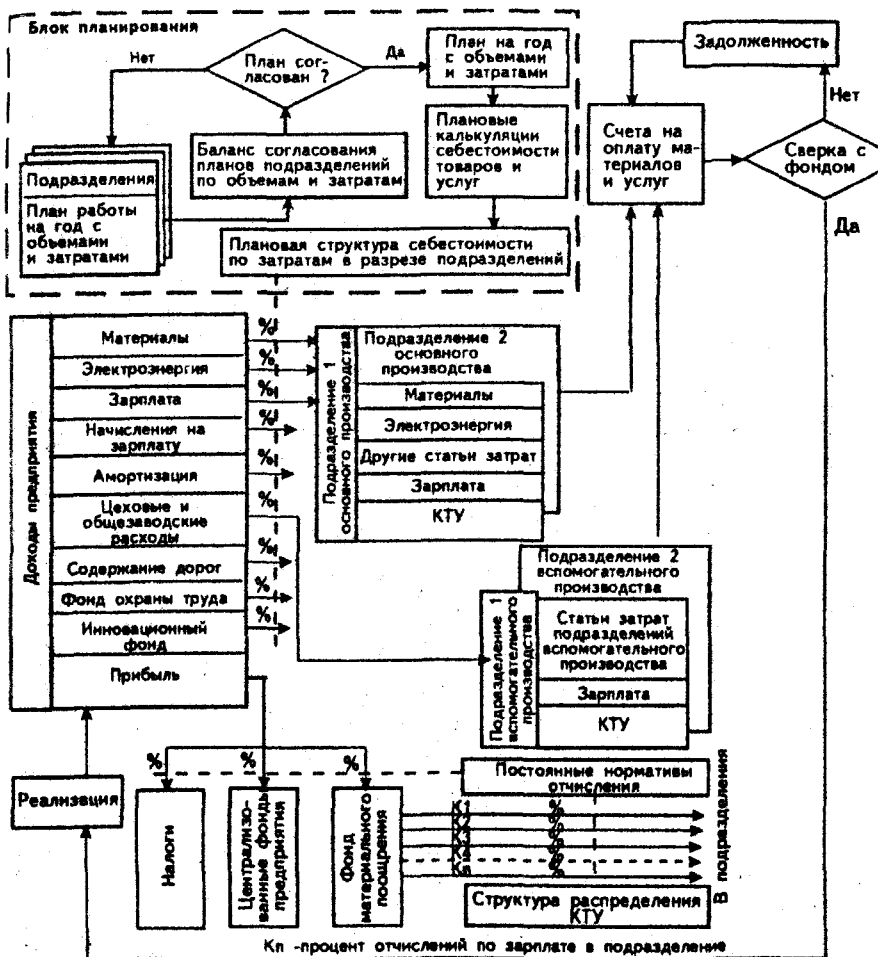 Блок планирования
Нет
План сог-
ласован ?
Да
План на год
с объемами
и затратами
Задолженность
Нет
Подразделения
План работы
на год с
объемами
и затратами
Баланс согласования
планов подразделений
по объемам и затратам
Плановые
калькуляции
себестоимости
товаров и
услуг
Счета на
оплату ма-
териалов
и услуг
Сверка с
фондом
Да
Плановая структура себестоимости
по затратам в разрезе подразделений
Доходы предприятия
Материалы
%
Электроэнергия
%
Зарплата
%
Начисления на
зарплату
%
Амортизация
%
Цеховые и
общезаводские
расходы
%
Содержание дорог
%
Фонд охраны труда
%
Инновационный
фонд
%
Прибыль
Подразделение 1
основного производства
Подразделение 2
основного
производства
Материалы
Электроэнергия
Другие статьи затрат
Зарплата
КТУ
Подразделение 1
вспомогательного
производства
Подразделение 2
вспомогательного
производства
Статьи затрат
подразделений
вспомогательного
производства
Зарплата
КТУ
Реализация
%
%
%
Налоги
Централизо-
ванные фонды
предприятия
Фонд
материального
поощрения
Постоянные нормативы
отчисления
К1
%
%
%
%
%
В подразделения
Структура распределения
КТУ
Кп -процент отчислений по зарплате в подразделение